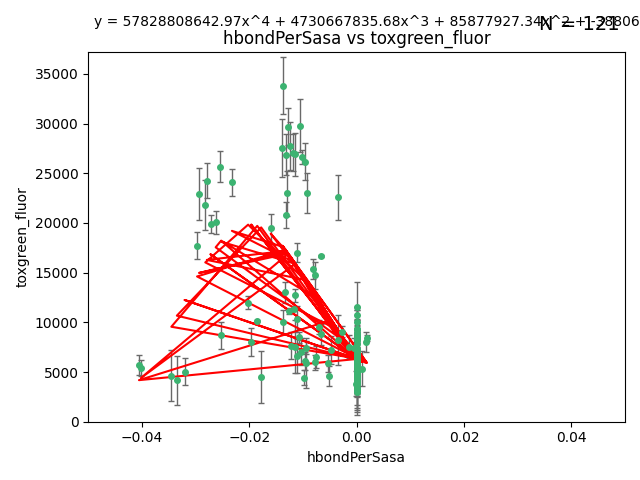 y = 57828808642.97x^4 + 4730667835.68x^3 + 85877927.34x^2 + -38806
N = 121
hbondPerSasa vs toxgreen_fluor
35000
30000
25000
20000
15000
10000
5000
0
toxgreen_fluor
−0.04 −0.02 0.00 0.02 0.04
hbondPerSasa